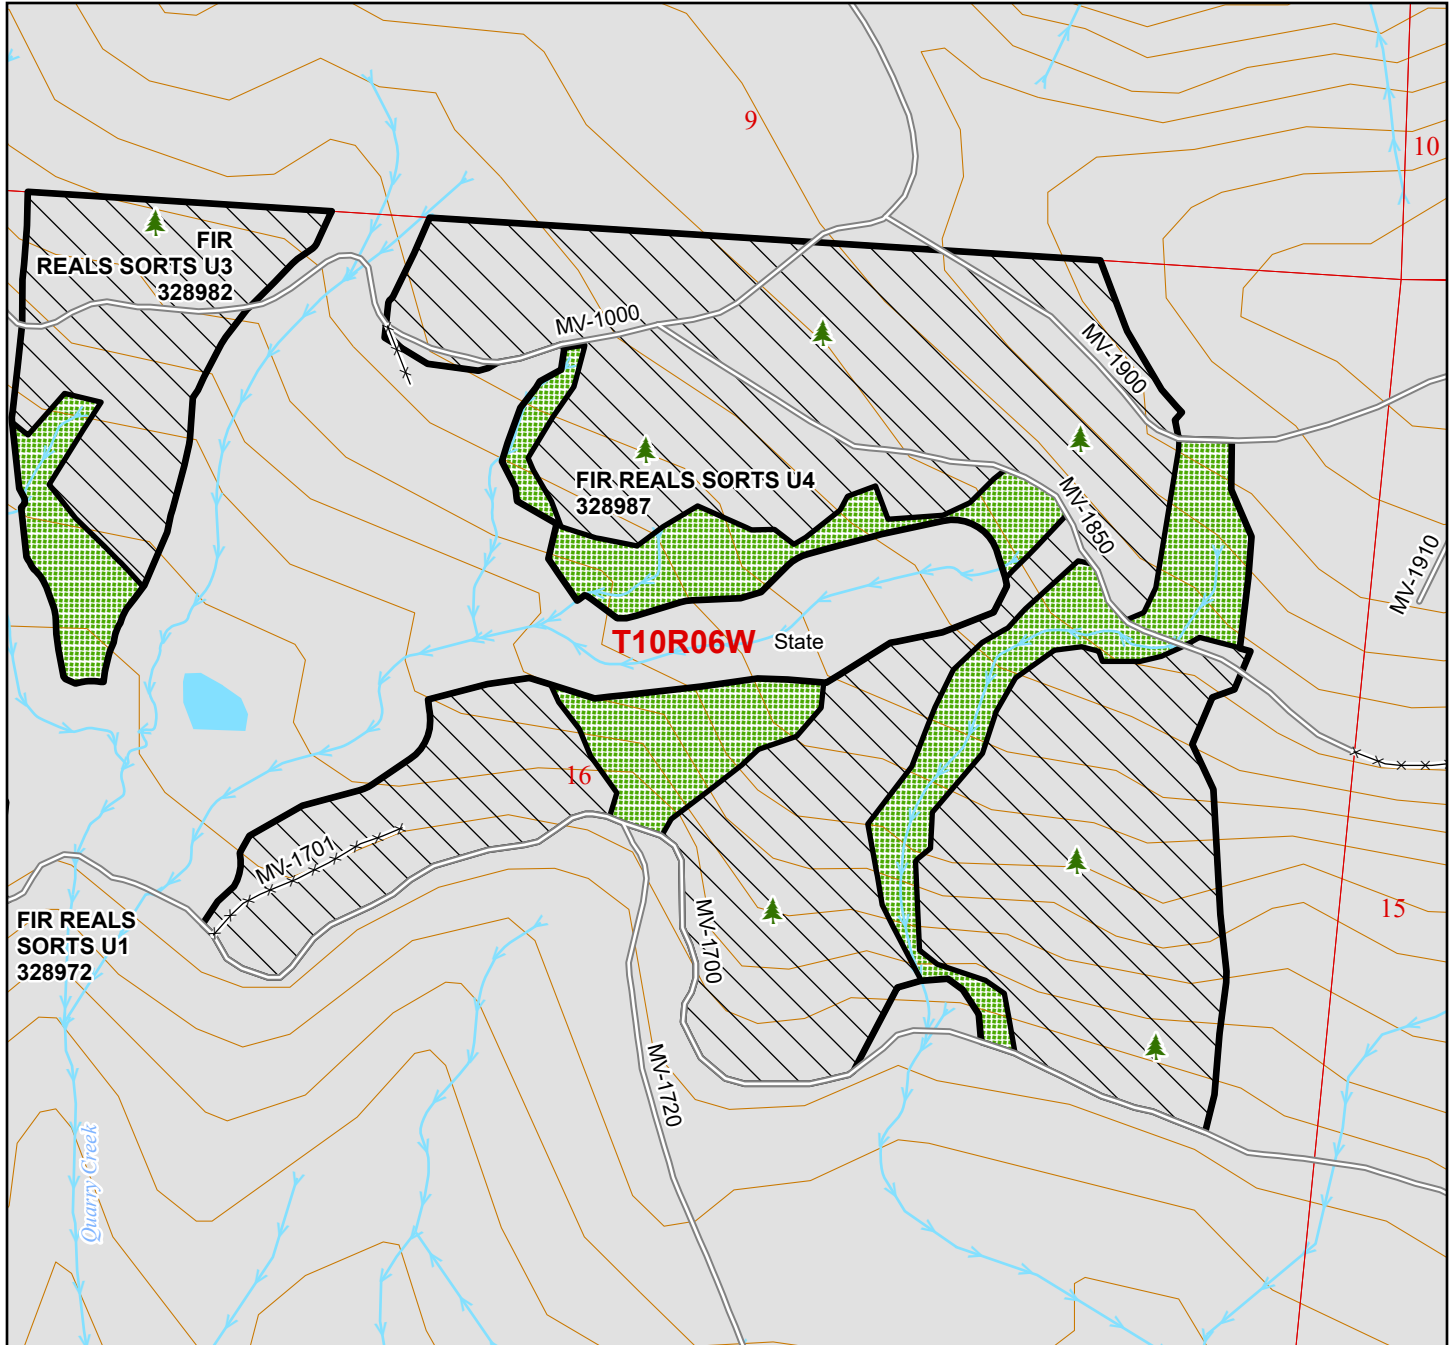 9
10
FIR
REALS SORTS U3
328982
MV-1000
MV-1900
FIR REALS SORTS U4
328987
MV-1850
MV-1910
T10R06W
State
16
MV-1701
15
FIR REALS
SORTS U1
328972
MV-1700
MV-1720
Quarry Creek